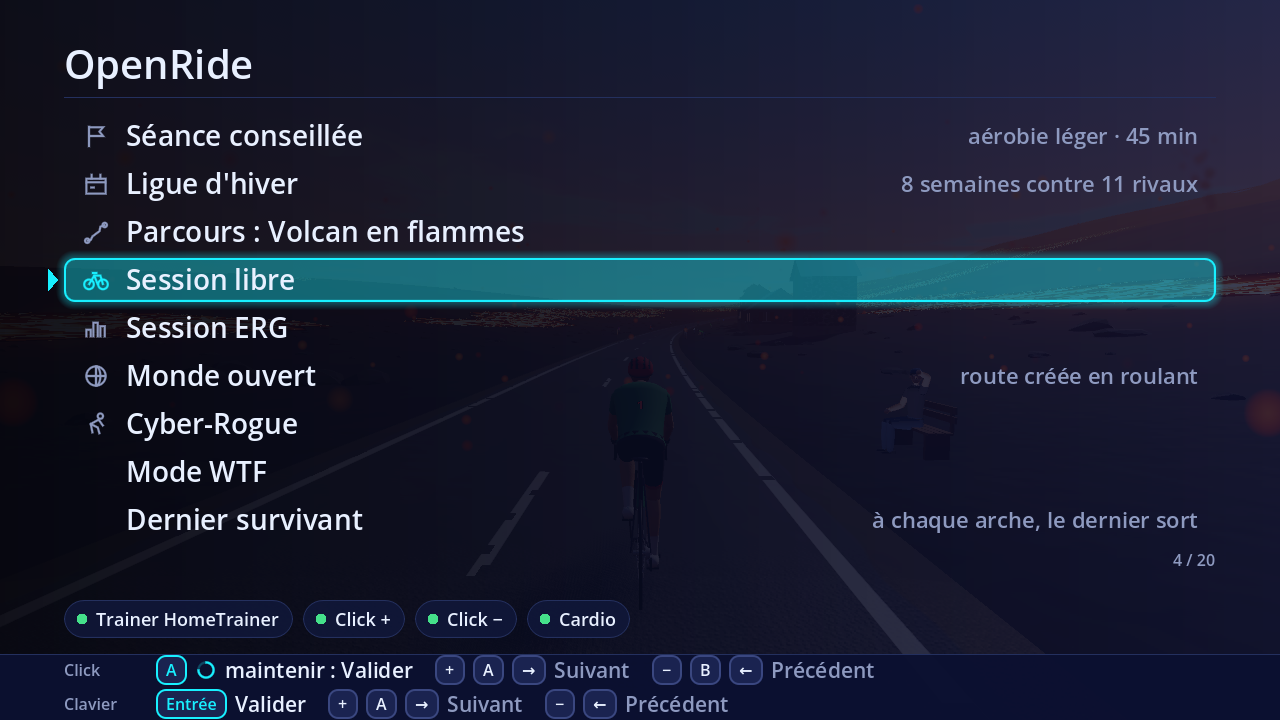 OpenRide
Séance conseillée aérobie léger · 45 min
Ligue d'hiver 8 semaines contre 11 rivaux
Parcours : Volcan en flammes
Session libre
Session ERG
Monde ouvert route créée en roulant
Cyber-Rogue
Mode WTF
Dernier survivant à chaque arche, le dernier sort
4 / 20
Trainer HomeTrainer Click + Click − Cardio
Click A maintenir : Valider + A → Suivant − B ← Précédent
Clavier Entrée Valider + A → Suivant − ← Précédent